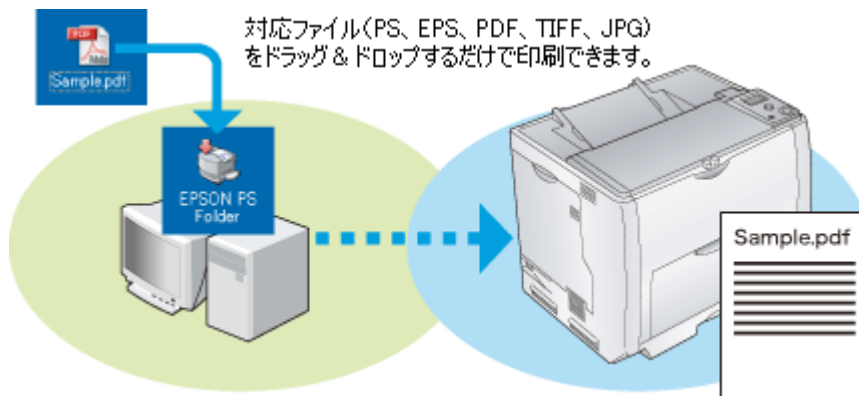 対応ファイル(PS、EPS、PDF、TIFF、JPG)
をドラッグ&ドロップするだけで印刷できます。
PDF
Adobe
Sample.pdf
EPSON PS
Folder
Sample.pdf